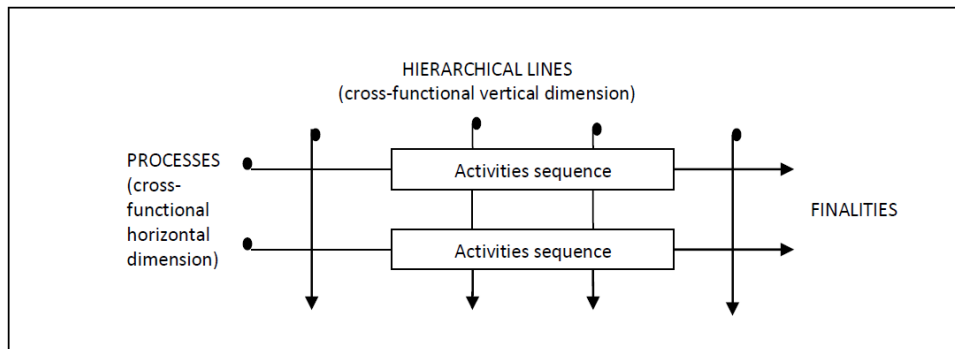 HIERARCHICAL LINES
(cross-functional vertical dimension)
PROCESSES
(cross-
functional
horizontal
dimension)
Activities sequence
FINALITIES
Activities sequence